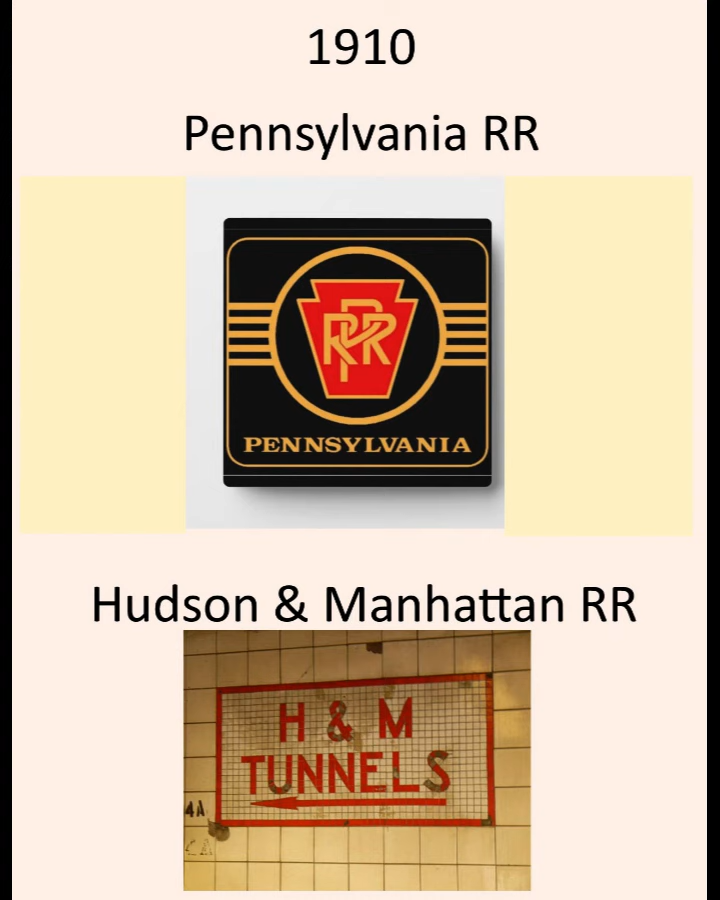 1910
Pennsylvania RR
PRR
PENNSYLVANIA
Hudson & Manhattan RR
H & M
TUNNELS
4A